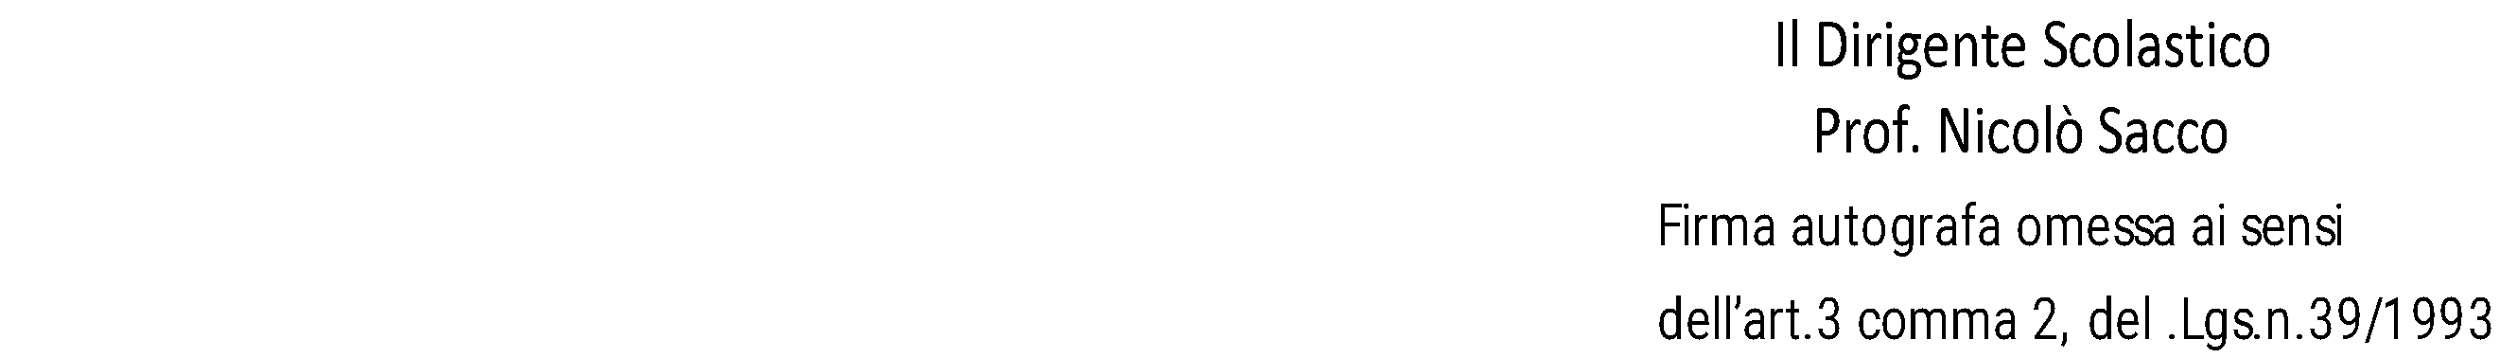 Il Dirigente Scolastico
Prof. Nicolò Sacco
Firma autografa omessa ai sensi
dell’art.3 comma 2, del .Lgs.n.39/1993